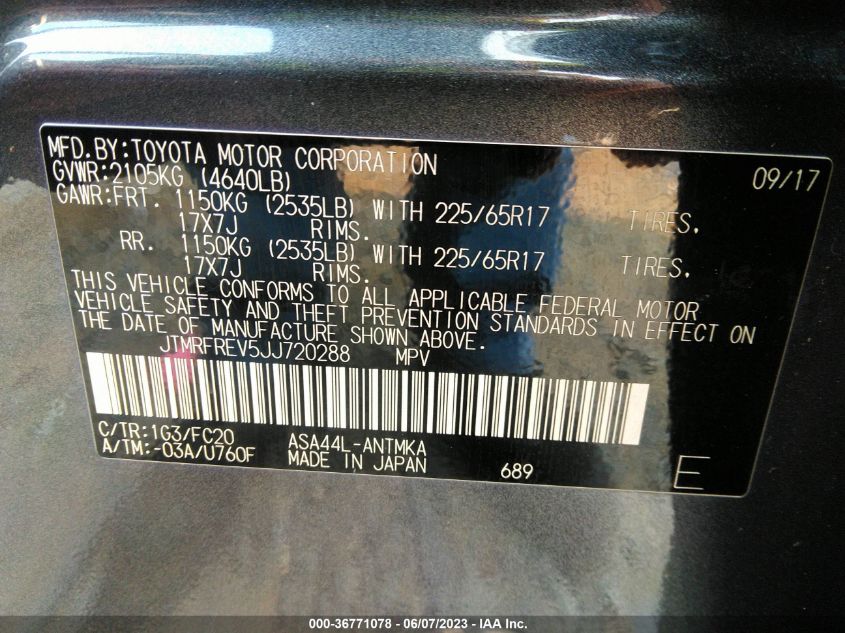 MFD.BY:TOYOTA MOTOR CORPORATION 09/17
GVWR:2105KG (4640LB)
GAWR:FRT. 1150KG (2535LB) WITH 225/65R17 TIRES,
17X7J RIMS.
RR. 1150KG (2535LB) WITH 225/65R17 TIRES,
17X7J RIMS.
THIS VEHICLE CONFORMS TO ALL APPLICABLE FEDERAL MOTOR
VEHICLE SAFETY AND THEFT PREVENTION STANDARDS IN EFFECT ON
THE DATE OF MANUFACTURE SHOWN ABOVE.
JTMRFREV5JJ720288 MPV
C/TR:1G3/FC20 ASA44L-ANTMKA
A/TM:-03A/U760F MADE IN JAPAN 689 E
000-36771078 - 06/07/2023 - IAA Inc.